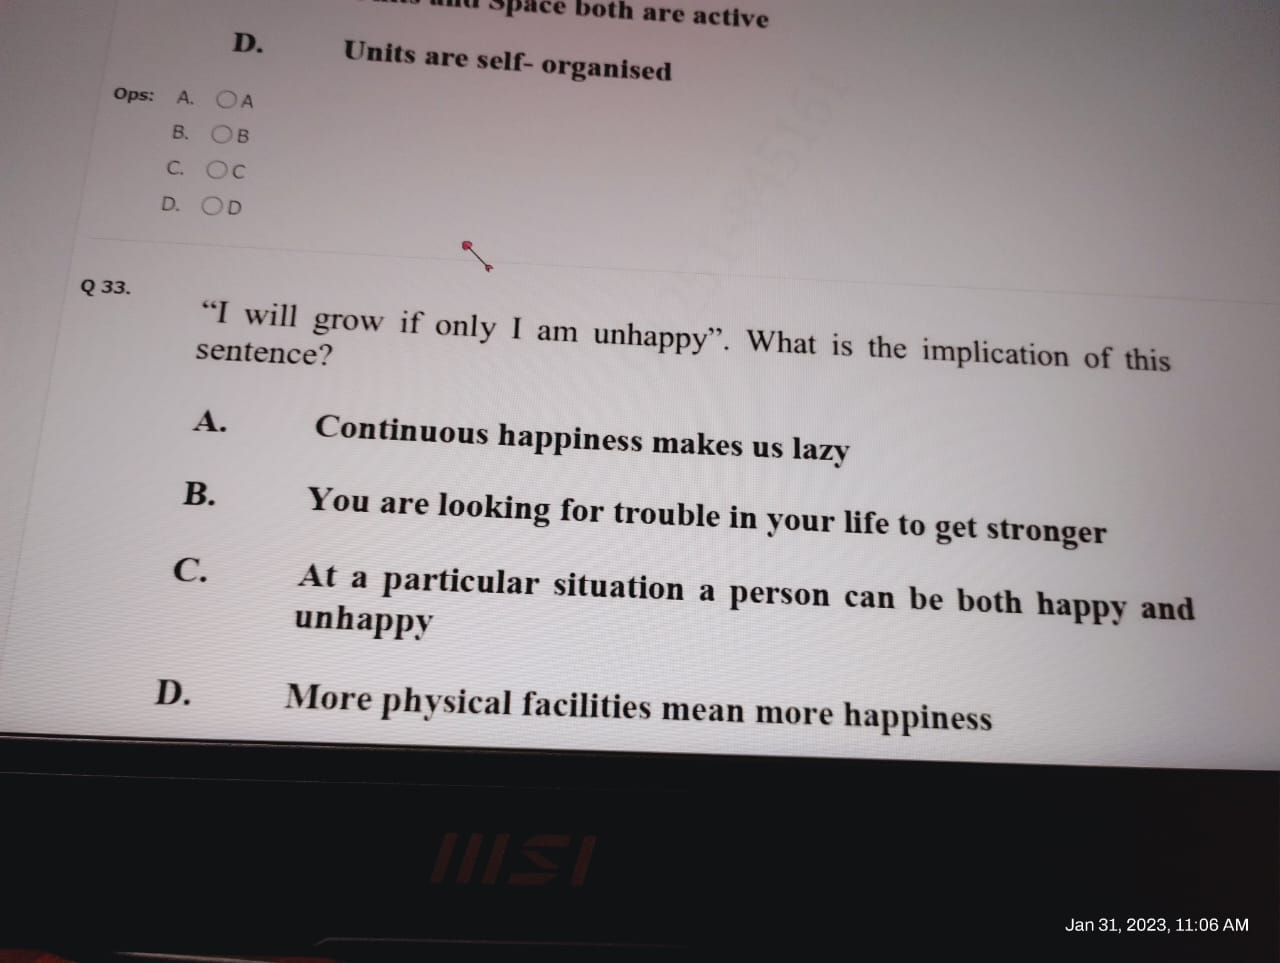 Space both are active
D. Units are self- organised
Ops: A. A
B. B
C. C
D. D
Q 33.
“I will grow if only I am unhappy”. What is the implication of this
sentence?
A. Continuous happiness makes us lazy
B. You are looking for trouble in your life to get stronger
C. At a particular situation a person can be both happy and
unhappy
D. More physical facilities mean more happiness
msi
Jan 31, 2023, 11:06 AM